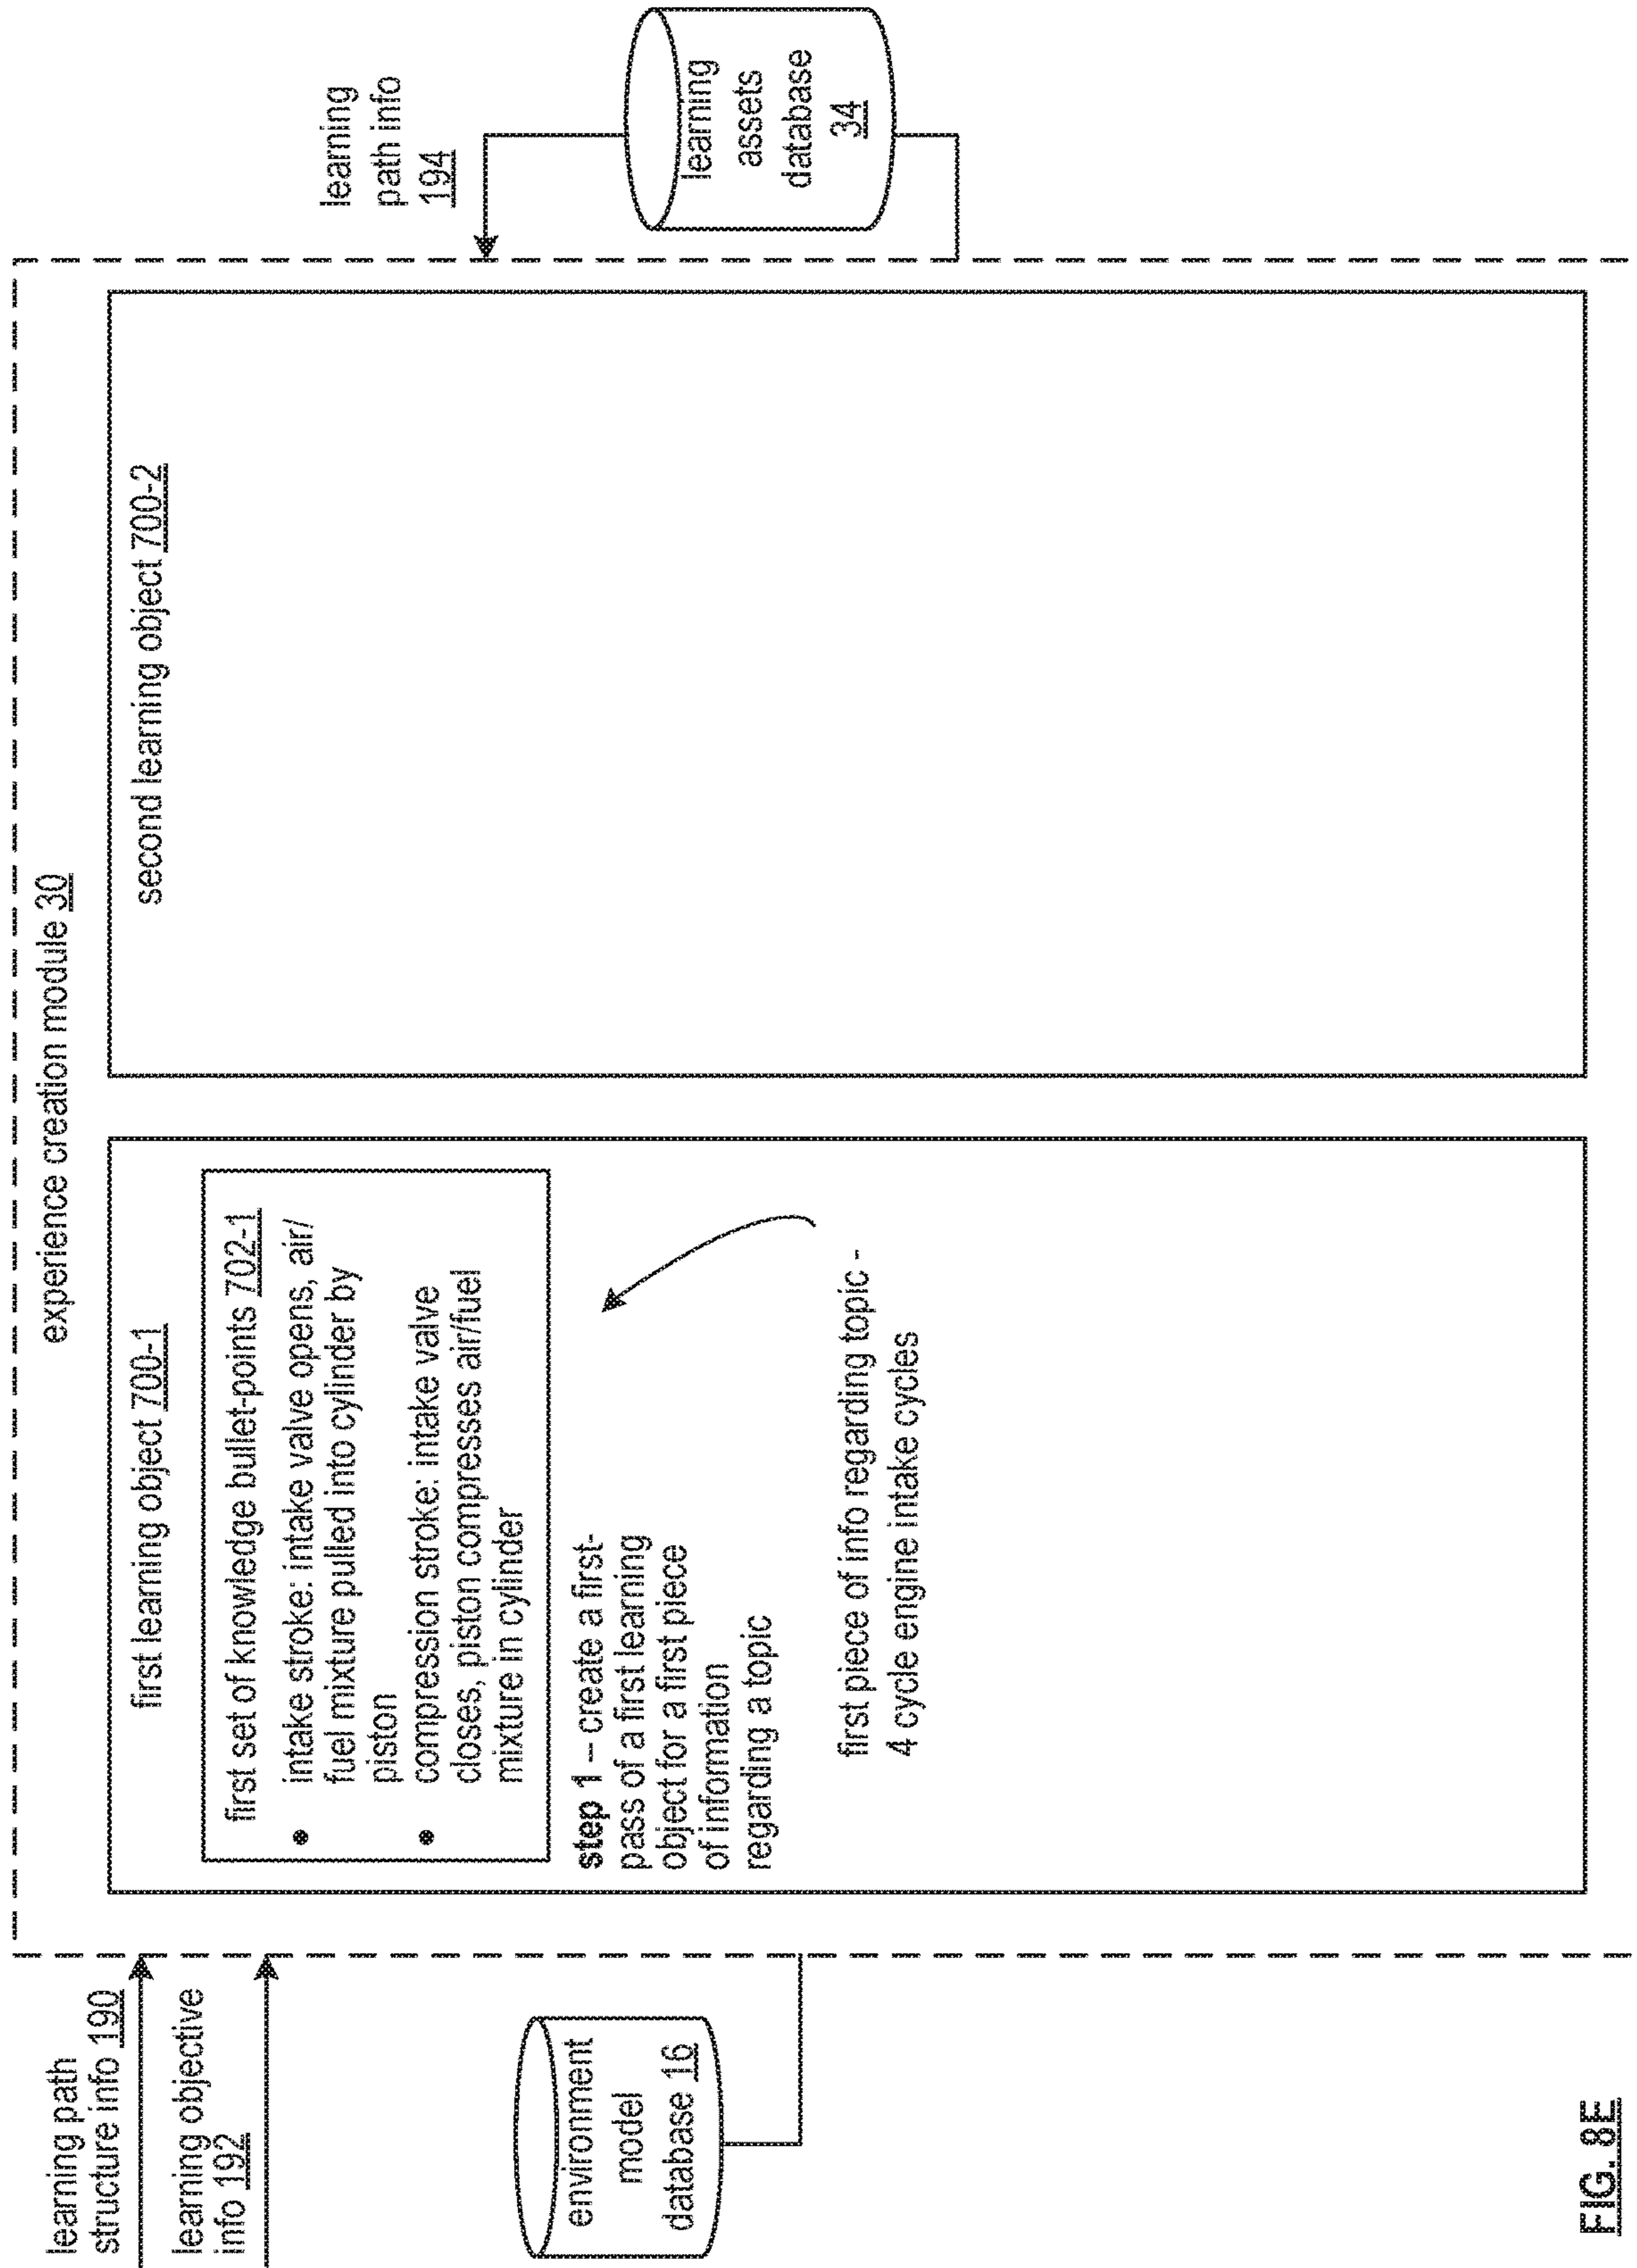 experience creation module 30
learning path
structure info 190
learning objective
info 192
environment
model
database 16
first learning object 700-1
first set of knowledge bullet-points 702-1
• intake stroke: intake valve opens, air/
fuel mixture pulled into cylinder by
piston
• compression stroke: intake valve
closes, piston compresses air/fuel
mixture in cylinder
step 1 – create a first-
pass of a first learning
object for a first piece
of information
regarding a topic
first piece of info regarding topic -
4 cycle engine intake cycles
second learning object 700-2
learning
path info
194
learning
assets
database
34
FIG. 8E